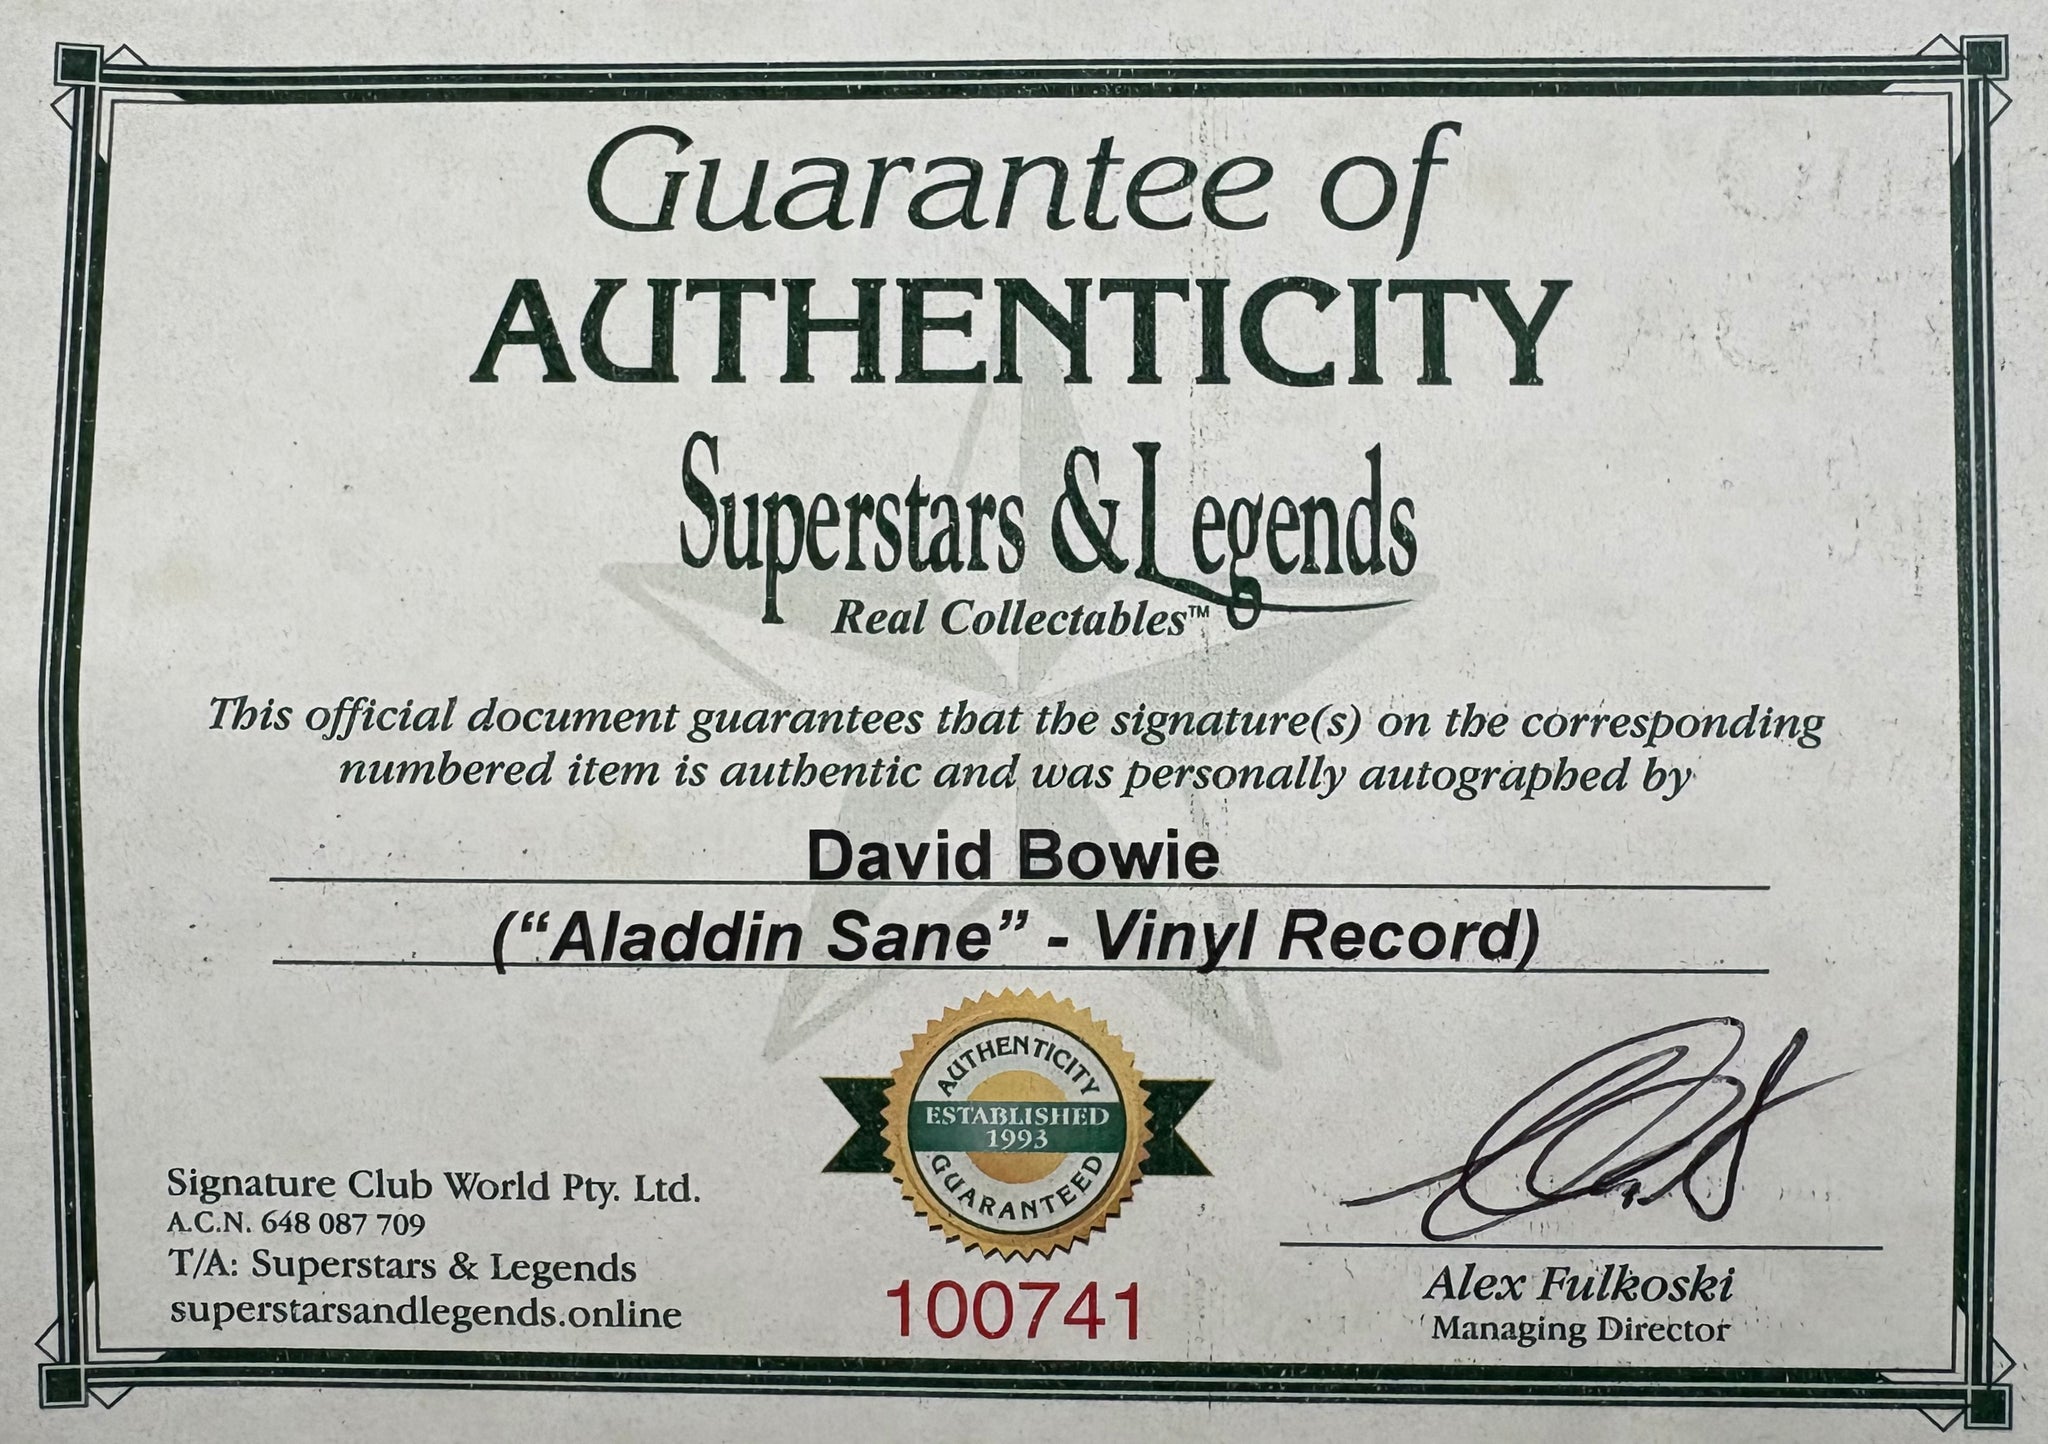 Guarantee of
AUTHENTICITY
Superstars & Legends
Real Collectables™
This official document guarantees that the signature(s) on the corresponding
numbered item is authentic and was personally autographed by
David Bowie
(“Aladdin Sane” - Vinyl Record)
AUTHENTICITY
ESTABLISHED
1993
GUARANTEED
Signature Club World Pty. Ltd.
A.C.N. 648 087 709
T/A: Superstars & Legends
superstarsandlegends.online
100741
Alex Fulkoski
Managing Director